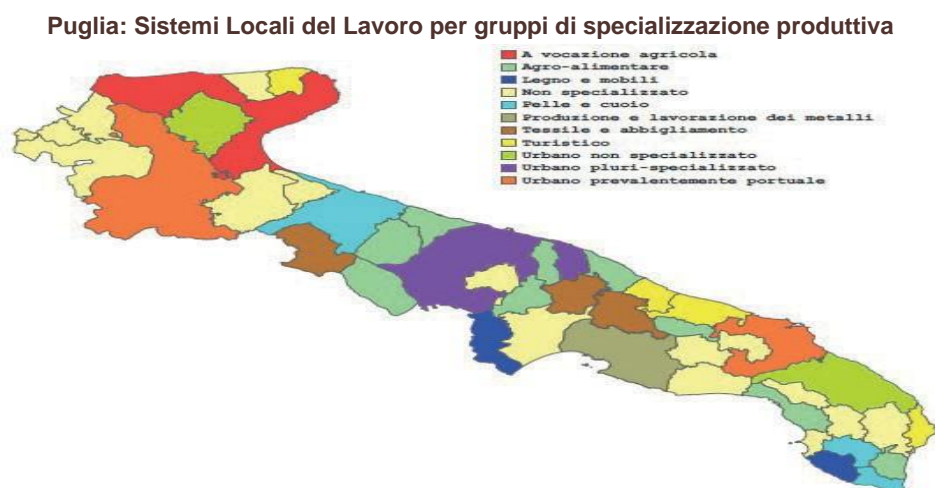 Puglia: Sistemi Locali del Lavoro per gruppi di specializzazione produttiva
A vocazione agricola
Agro-alimentare
Legno e mobili
Non specializzato
Pelle e cuoio
Produzione e lavorazione dei metalli
Tessile e abbigliamento
Turistico
Urbano non specializzato
Urbano pluri-specializzato
Urbano prevalentemente portuale